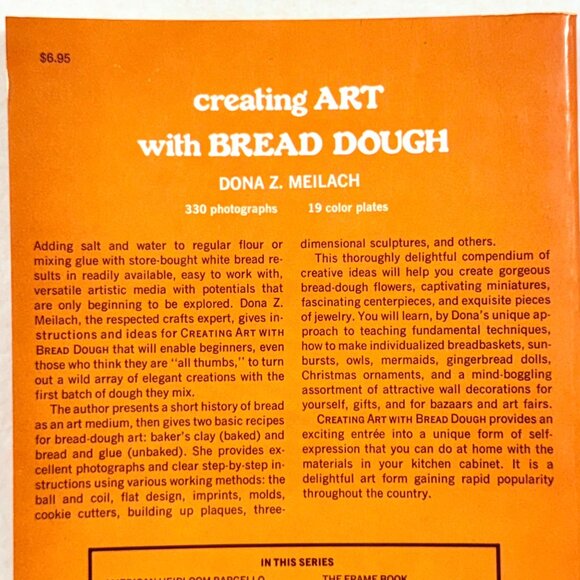 $6.95
creating ART
with BREAD DOUGH
DONA Z. MEILACH
330 photographs 19 color plates
Adding salt and water to regular flour or
mixing glue with store-bought white bread re-
sults in readily available, easy to work with,
versatile artistic media with potentials that
are only beginning to be explored. Dona Z.
Meilach, the respected crafts expert, gives in-
structions and ideas for CREATING ART WITH
BREAD DOUGH that will enable beginners, even
those who think they are “all thumbs,” to turn
out a wild array of elegant creations with the
first batch of dough they mix.
The author presents a short history of bread
as an art medium, then gives two basic recipes
for bread-dough art: baker's clay (baked) and
bread and glue (unbaked). She provides ex-
cellent photographs and clear step-by-step in-
structions using various working methods: the
ball and coil, flat design, imprints, molds,
cookie cutters, building up plaques, three-
dimensional sculptures, and others.
This thoroughly delightful compendium of
creative ideas will help you create gorgeous
bread-dough flowers, captivating miniatures,
fascinating centerpieces, and exquisite pieces
of jewelry. You will learn, by Dona's unique ap-
proach to teaching fundamental techniques,
how to make individualized breadbaskets, sun-
bursts, owls, mermaids, gingerbread dolls,
Christmas ornaments, and a mind-boggling
assortment of attractive wall decorations for
yourself, gifts, and for bazaars and art fairs.
CREATING ART WITH BREAD DOUGH provides an
exciting entrée into a unique form of self-
expression that you can do at home with the
materials in your kitchen cabinet. It is a
delightful art form gaining rapid popularity
throughout the country.
IN THIS SERIES
AMERICAN HEIRLOOM BARGELLO
THE FRAME BOOK